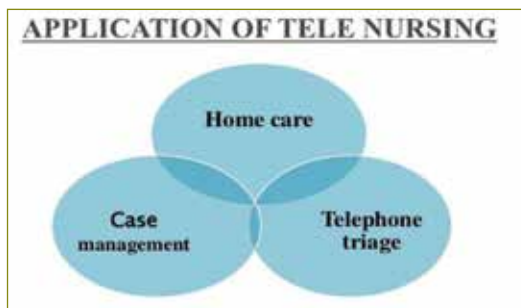 APPLICATION OF TELE NURSING
Home care
Case
management
Telephone
triage